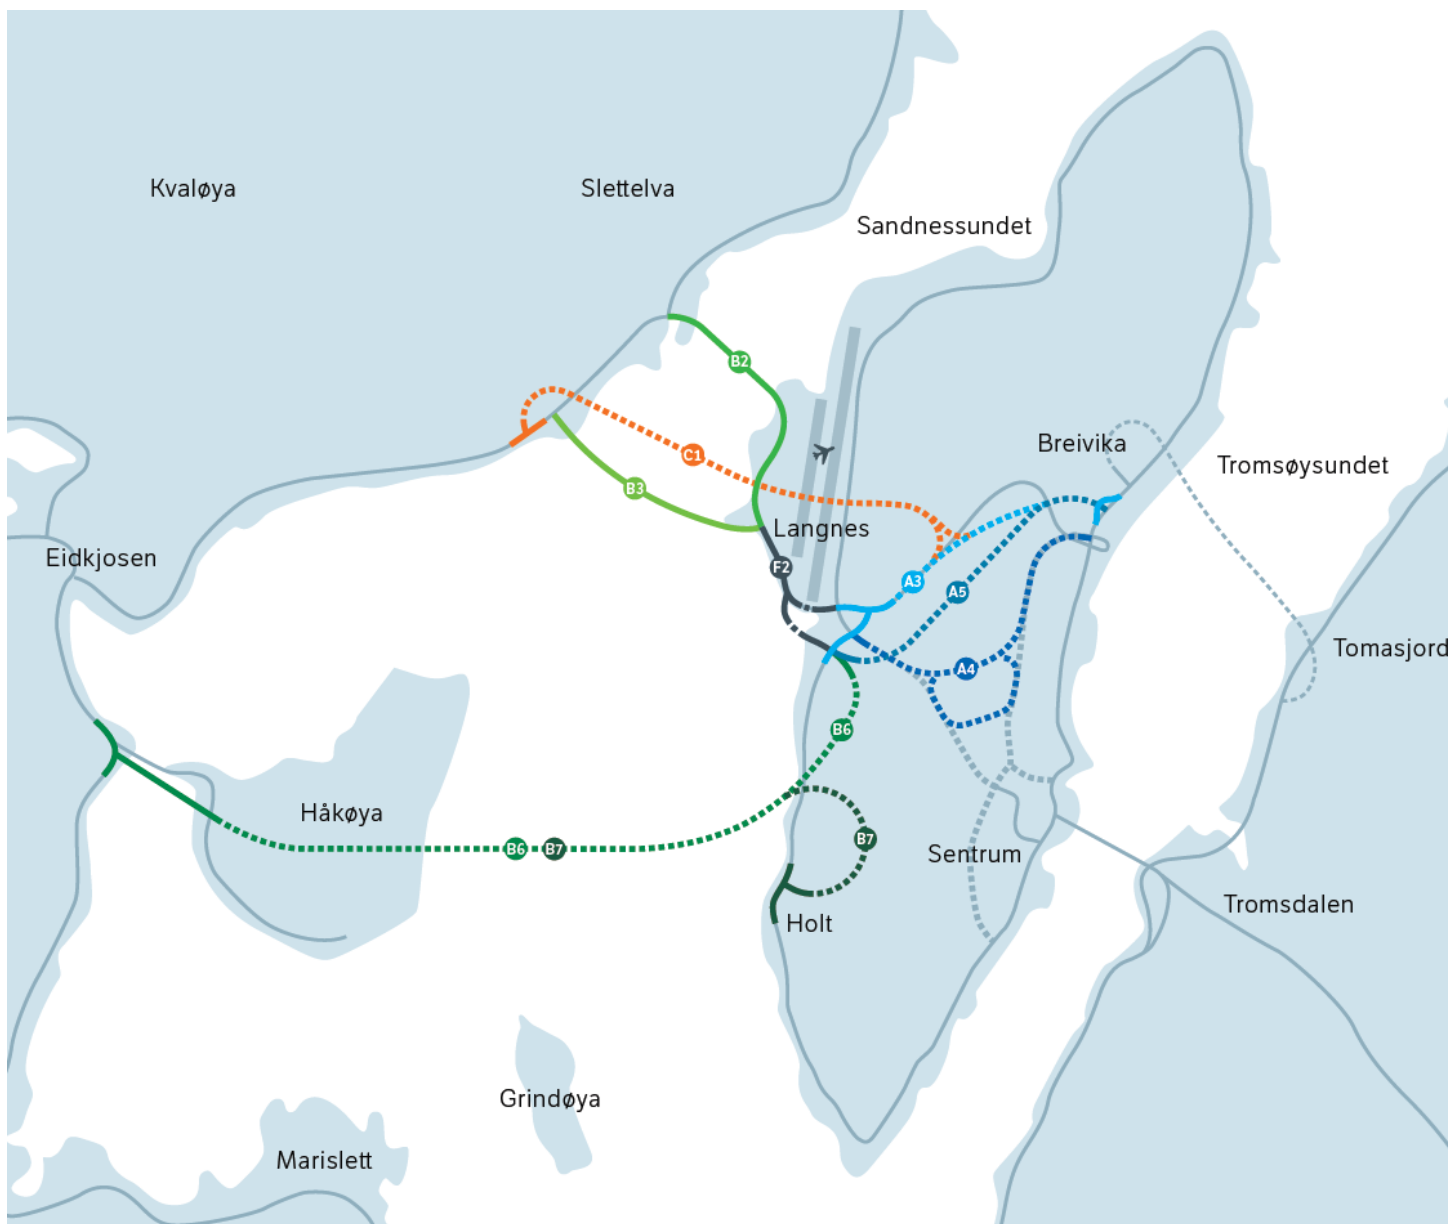 Kvaløya
Slettelva
Sandnessundet
B2
Breivika
C1
Tromsøysundet
B3
Langnes
Eidkjosen
F2
A3
A5
Tomasjord
A4
B6
Håkøya
B7
B6
B7
Sentrum
Tromsdalen
Holt
Grindøya
Marislett